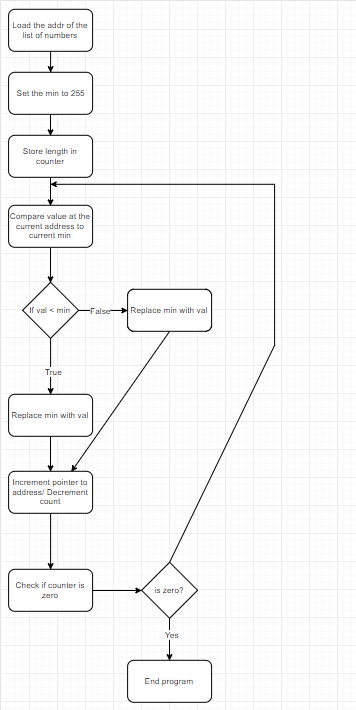 Load the addr of the
list of numbers
Set the min to 255
Store length in
counter
Compare value at the
current address to
current min
If val < min
False
Replace min with val
True
Replace min with val
Increment pointer to
address/ Decrement
count
Check if counter is
zero
is zero?
Yes
End program